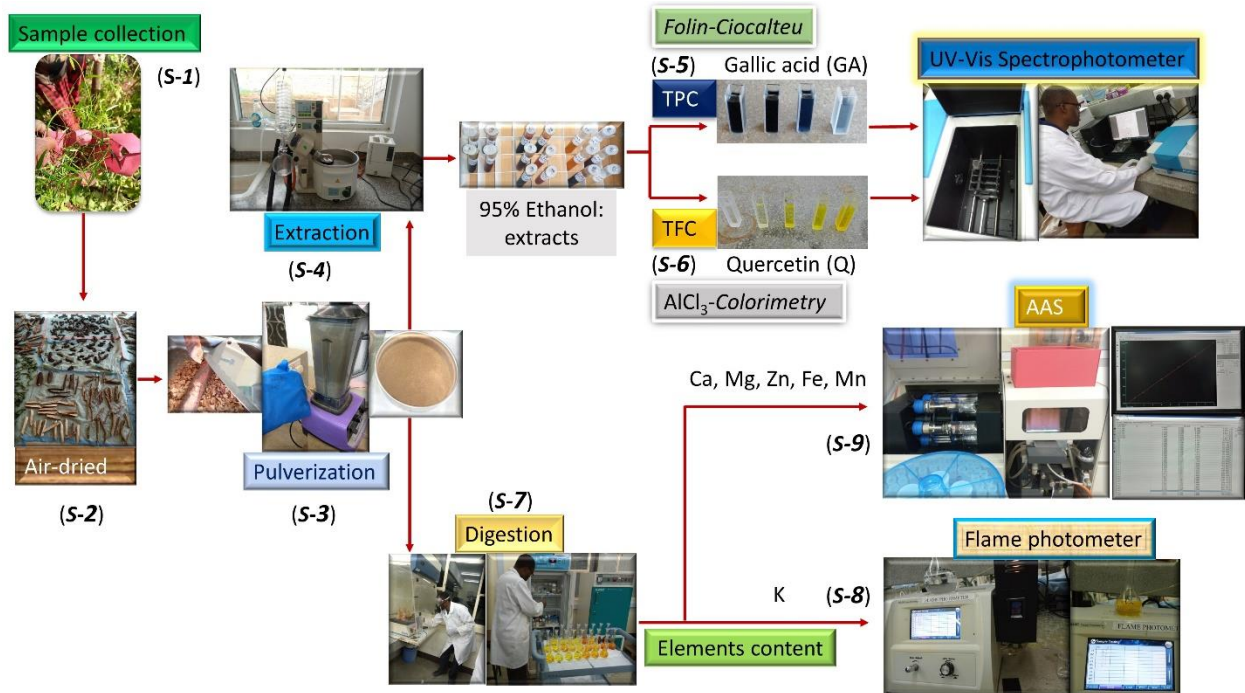 Sample collection
(S-1)
Air-dried
(S-2)
Pulverization
(S-3)
Extraction
(S-4)
95% Ethanol:
extracts
Folin-Ciocalteu
(S-5) Gallic acid (GA)
TPC
TFC
(S-6) Quercetin (Q)
AlCl₃-Colorimetry
UV-Vis Spectrophotometer
(S-7)
Digestion
Elements content
Ca, Mg, Zn, Fe, Mn
(S-9)
AAS
K (S-8)
Flame photometer
FLAME PHOTOMET